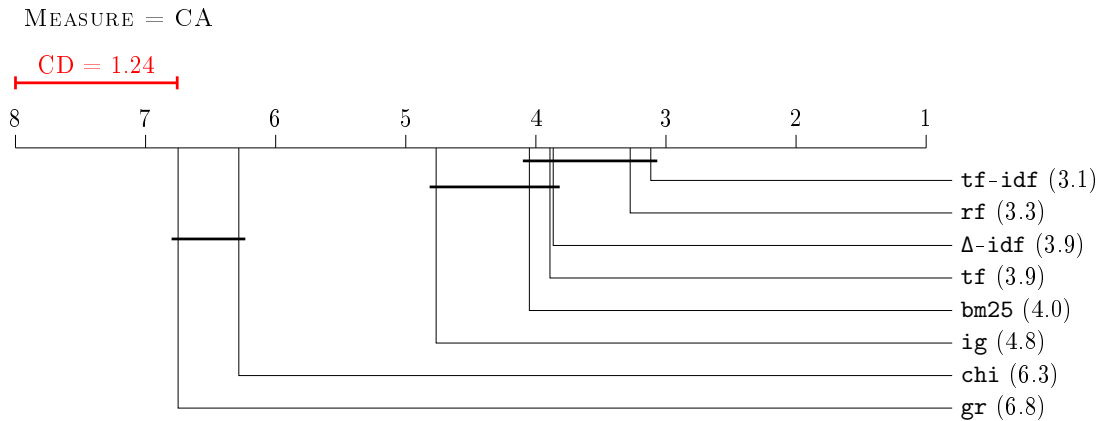 MEASURE = CA
CD = 1.24
8 7 6 5 4 3 2 1
tf-idf (3.1)
rf (3.3)
Δ-idf (3.9)
tf (3.9)
bm25 (4.0)
ig (4.8)
chi (6.3)
gr (6.8)